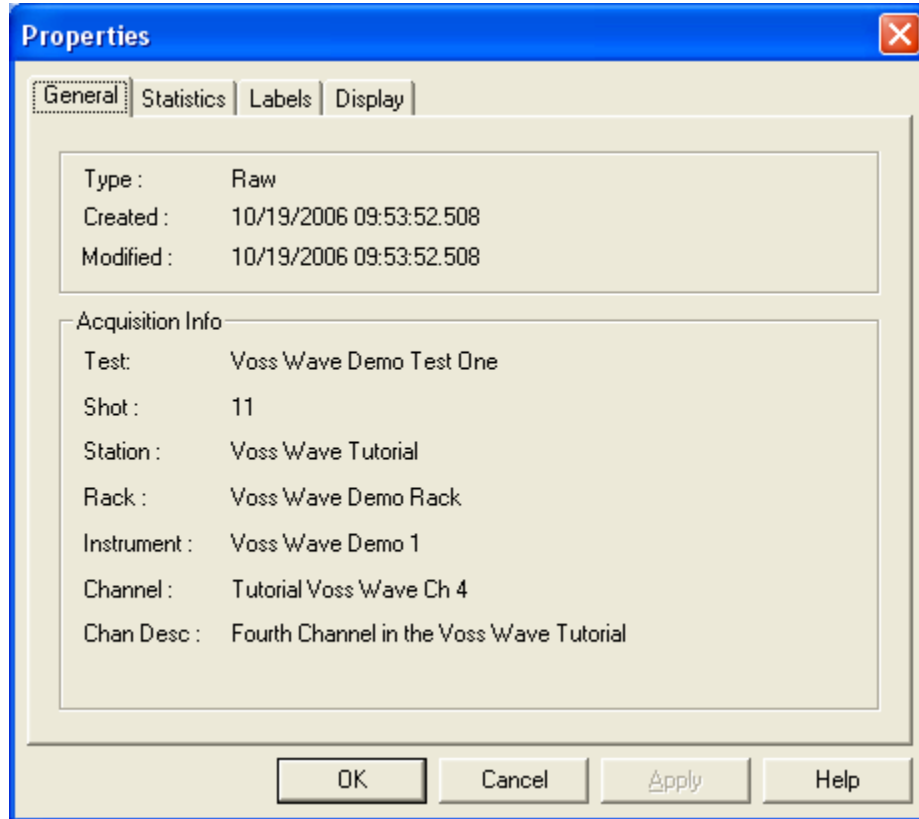 Properties
General Statistics Labels Display
Type : Raw
Created : 10/19/2006 09:53:52.508
Modified : 10/19/2006 09:53:52.508
Acquisition Info
Test: Voss Wave Demo Test One
Shot : 11
Station : Voss Wave Tutorial
Rack : Voss Wave Demo Rack
Instrument : Voss Wave Demo 1
Channel : Tutorial Voss Wave Ch 4
Chan Desc : Fourth Channel in the Voss Wave Tutorial
OK Cancel Apply Help